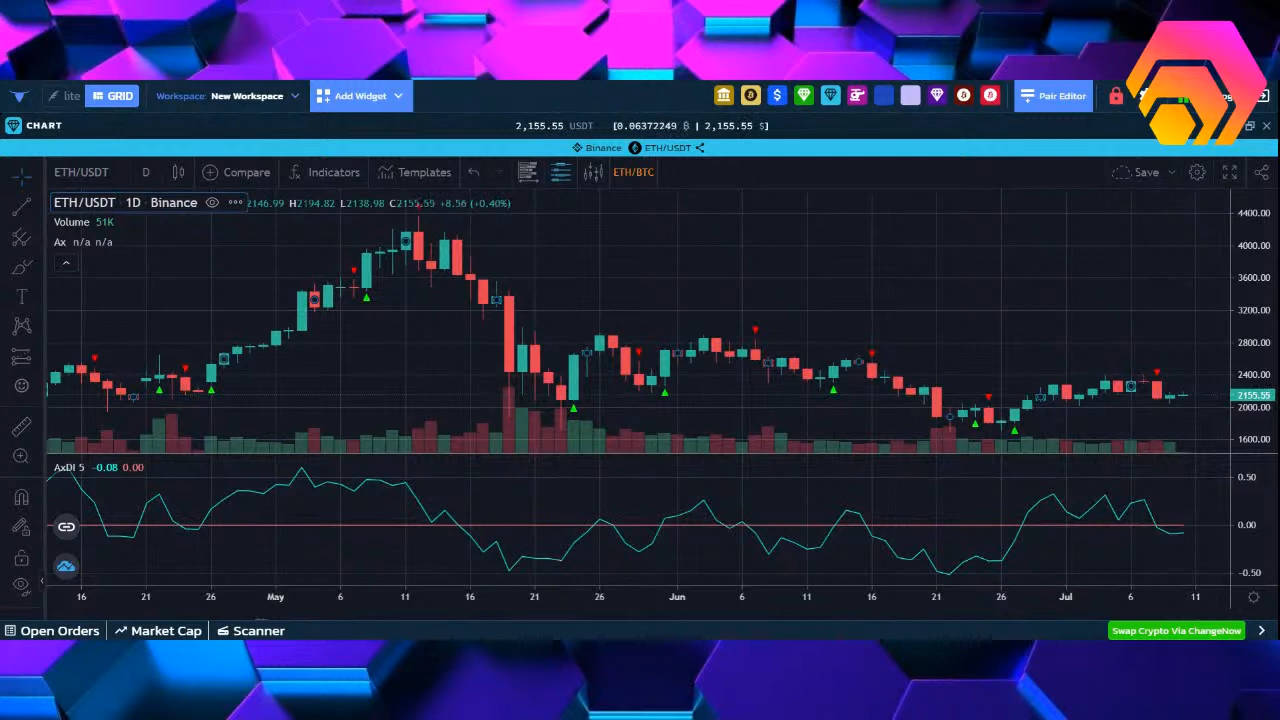 lite GRID Workspace: New Workspace Add Widget Pair Editor
CHART 2,155.55 USDT [0.06372249 ₿ | 2,155.55 $]
Binance ETH/USDT
ETH/USDT D Compare Indicators Templates ETH/BTC Save
ETH/USDT 1D Binance 2146.99 H2194.82 L2138.98 C2155.55 +8.56 (+0.40%)
Volume 51K
Ax n/a n/a
4400.00
4000.00
3600.00
3200.00
2800.00
2400.00
2155.55
2000.00
1600.00
AxDI 5 -0.08 0.00
0.50
0.00
-0.50
16 21 26 May 6 11 16 21 26 Jun 6 11 16 21 26 Jul 6 11
Open Orders Market Cap Scanner Swap Crypto Via ChangeNow